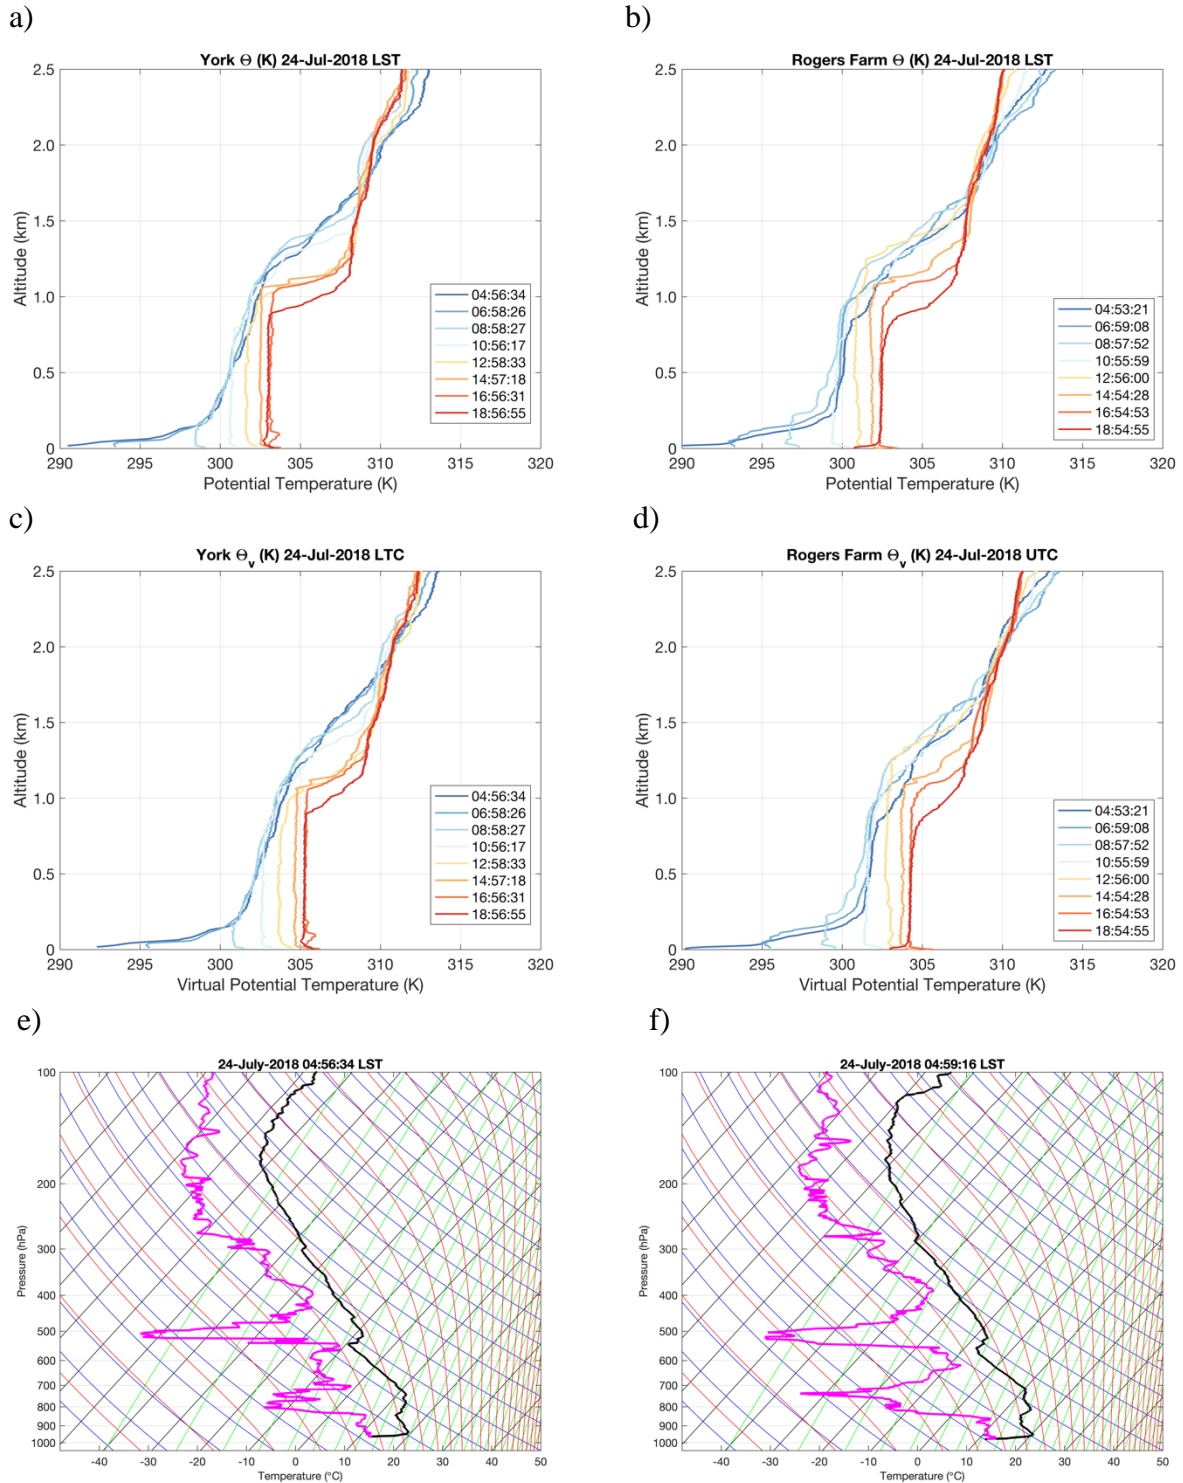 a)
b)
York Θ (K) 24-Jul-2018 LST
2.5
2.0
1.5
1.0
0.5
0
290 295 300 305 310 315 320
Altitude (km)
Potential Temperature (K)
04:56:34
06:58:26
08:58:27
10:56:17
12:58:33
14:57:18
16:56:31
18:56:55
Rogers Farm Θ (K) 24-Jul-2018 LST
2.5
2.0
1.5
1.0
0.5
0
290 295 300 305 310 315 320
Altitude (km)
Potential Temperature (K)
04:53:21
06:59:08
08:57:52
10:55:59
12:56:00
14:54:28
16:54:53
18:54:55
c)
d)
York Θv (K) 24-Jul-2018 LTC
2.5
2.0
1.5
1.0
0.5
0
290 295 300 305 310 315 320
Altitude (km)
Virtual Potential Temperature (K)
04:56:34
06:58:26
08:58:27
10:56:17
12:58:33
14:57:18
16:56:31
18:56:55
Rogers Farm Θv (K) 24-Jul-2018 UTC
2.5
2.0
1.5
1.0
0.5
0
290 295 300 305 310 315 320
Altitude (km)
Virtual Potential Temperature (K)
04:53:21
06:59:08
08:57:52
10:55:59
12:56:00
14:54:28
16:54:53
18:54:55
e)
f)
24-July-2018 04:56:34 LST
100
200
300
400
500
600
700
800
900
1000
Pressure (hPa)
-40 -30 -20 -10 0 10 20 30 40 50
Temperature (°C)
24-July-2018 04:59:16 LST
100
200
300
400
500
600
700
800
900
1000
Pressure (hPa)
-40 -30 -20 -10 0 10 20 30 40 50
Temperature (°C)